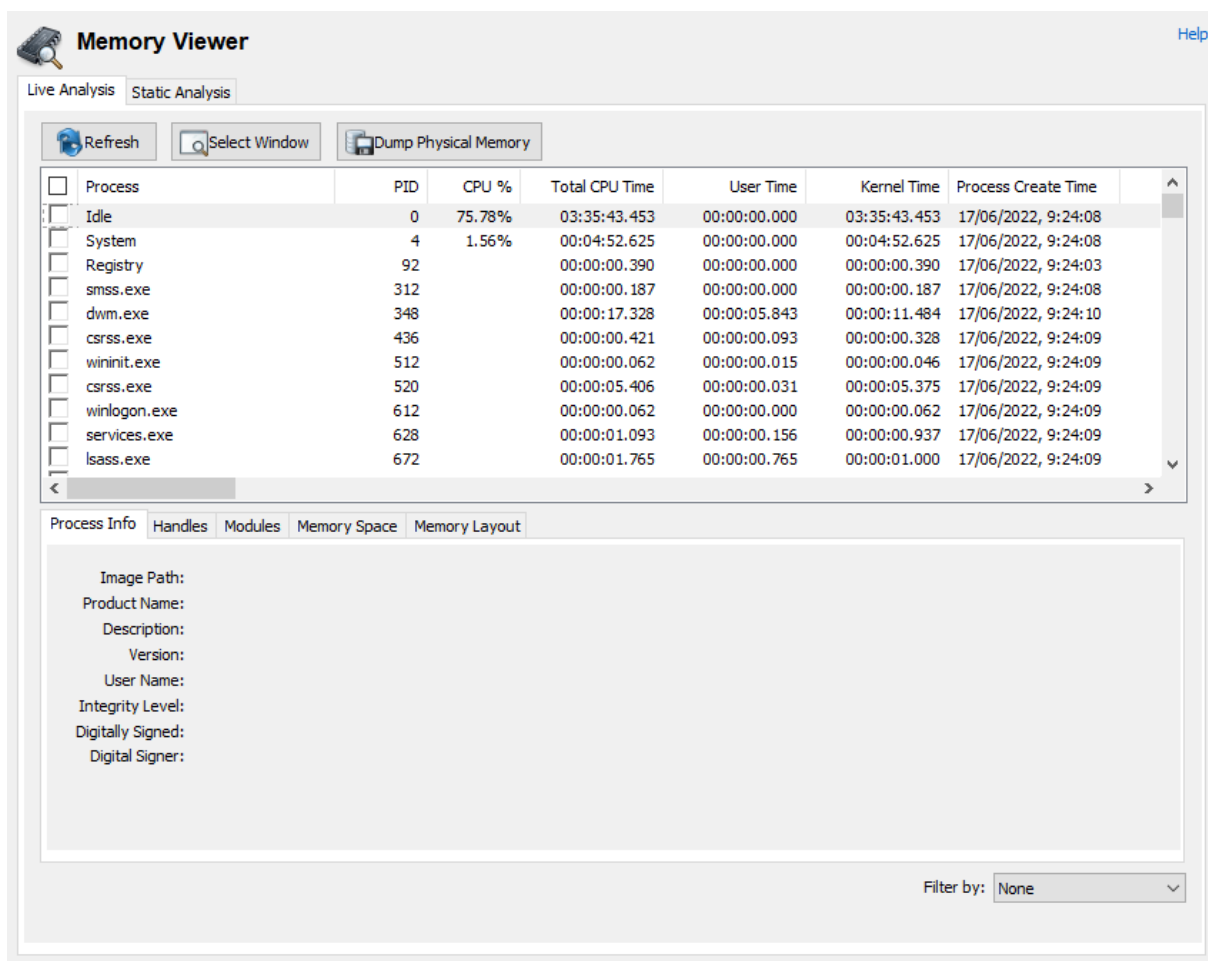 Memory Viewer
Help
Live Analysis Static Analysis
Refresh Select Window Dump Physical Memory
Process PID CPU % Total CPU Time User Time Kernel Time Process Create Time
Idle 0 75.78% 03:35:43.453 00:00:00.000 03:35:43.453 17/06/2022, 9:24:08
System 4 1.56% 00:04:52.625 00:00:00.000 00:04:52.625 17/06/2022, 9:24:08
Registry 92 00:00:00.390 00:00:00.000 00:00:00.390 17/06/2022, 9:24:03
smss.exe 312 00:00:00.187 00:00:00.000 00:00:00.187 17/06/2022, 9:24:08
dwm.exe 348 00:00:17.328 00:00:05.843 00:00:11.484 17/06/2022, 9:24:10
csrss.exe 436 00:00:00.421 00:00:00.093 00:00:00.328 17/06/2022, 9:24:09
wininit.exe 512 00:00:00.062 00:00:00.015 00:00:00.046 17/06/2022, 9:24:09
csrss.exe 520 00:00:05.406 00:00:00.031 00:00:05.375 17/06/2022, 9:24:09
winlogon.exe 612 00:00:00.062 00:00:00.000 00:00:00.062 17/06/2022, 9:24:09
services.exe 628 00:00:01.093 00:00:00.156 00:00:00.937 17/06/2022, 9:24:09
lsass.exe 672 00:00:01.765 00:00:00.765 00:00:01.000 17/06/2022, 9:24:09
Process Info Handles Modules Memory Space Memory Layout
Image Path:
Product Name:
Description:
Version:
User Name:
Integrity Level:
Digitally Signed:
Digital Signer:
Filter by: None